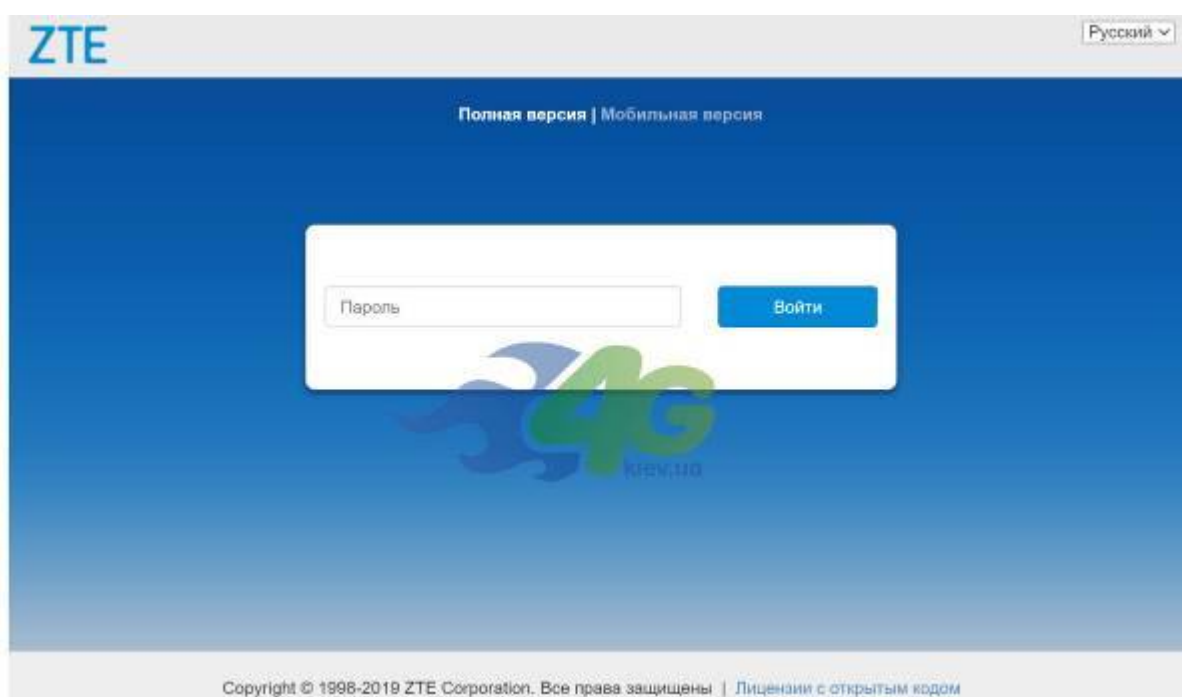 ZTE
Русский
Полная версия | Мобильная версия
Пароль
Войти
4G
kiev.ua
Copyright © 1998-2019 ZTE Corporation. Все права защищены | Лицензии с открытым кодом